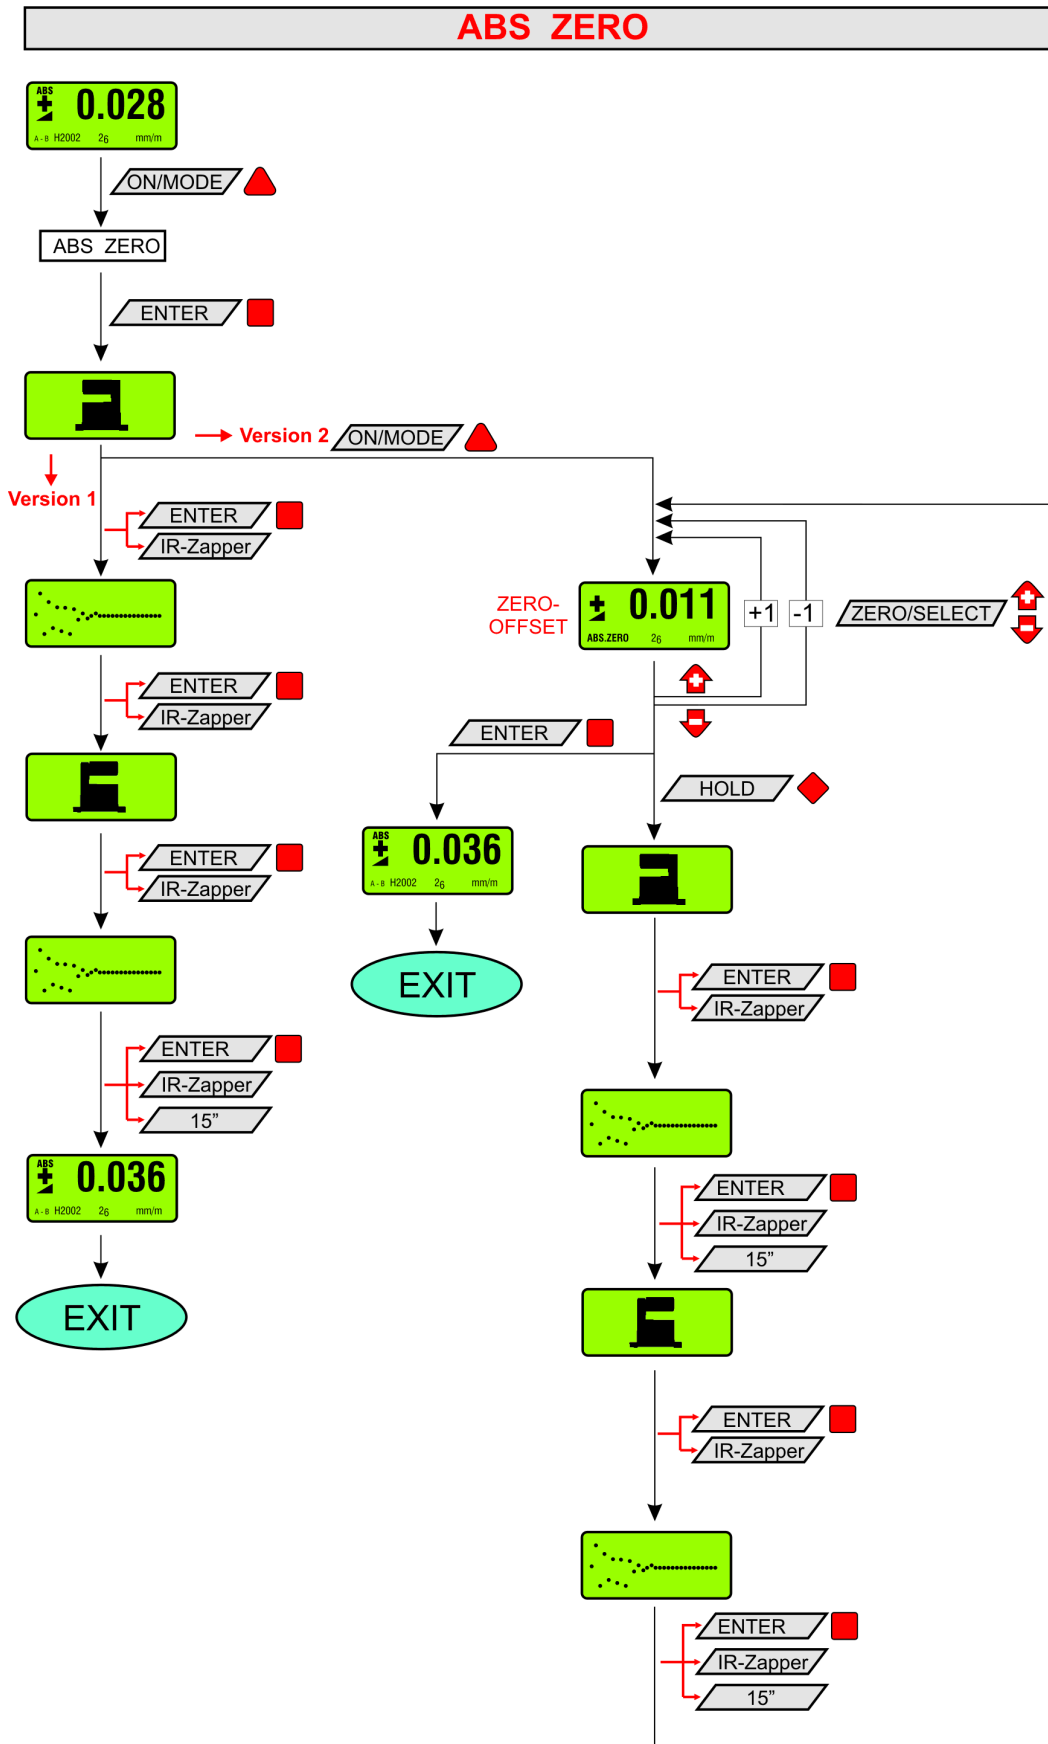 ABS ZERO
ABS
0.028
A - B H2002 26 mm/m
ON/MODE
ABS ZERO
ENTER
Version 2 ON/MODE
Version 1
ENTER
IR-Zapper
ZERO-
OFFSET
0.011
ABS.ZERO 26 mm/m
+1 -1
ZERO/SELECT
ENTER
IR-Zapper
ENTER
HOLD
ABS
0.036
A - B H2002 26 mm/m
EXIT
ENTER
IR-Zapper
ENTER
IR-Zapper
ENTER
IR-Zapper
15”
ABS
0.036
A - B H2002 26 mm/m
EXIT
ENTER
IR-Zapper
15”
ENTER
IR-Zapper
ENTER
IR-Zapper
15”